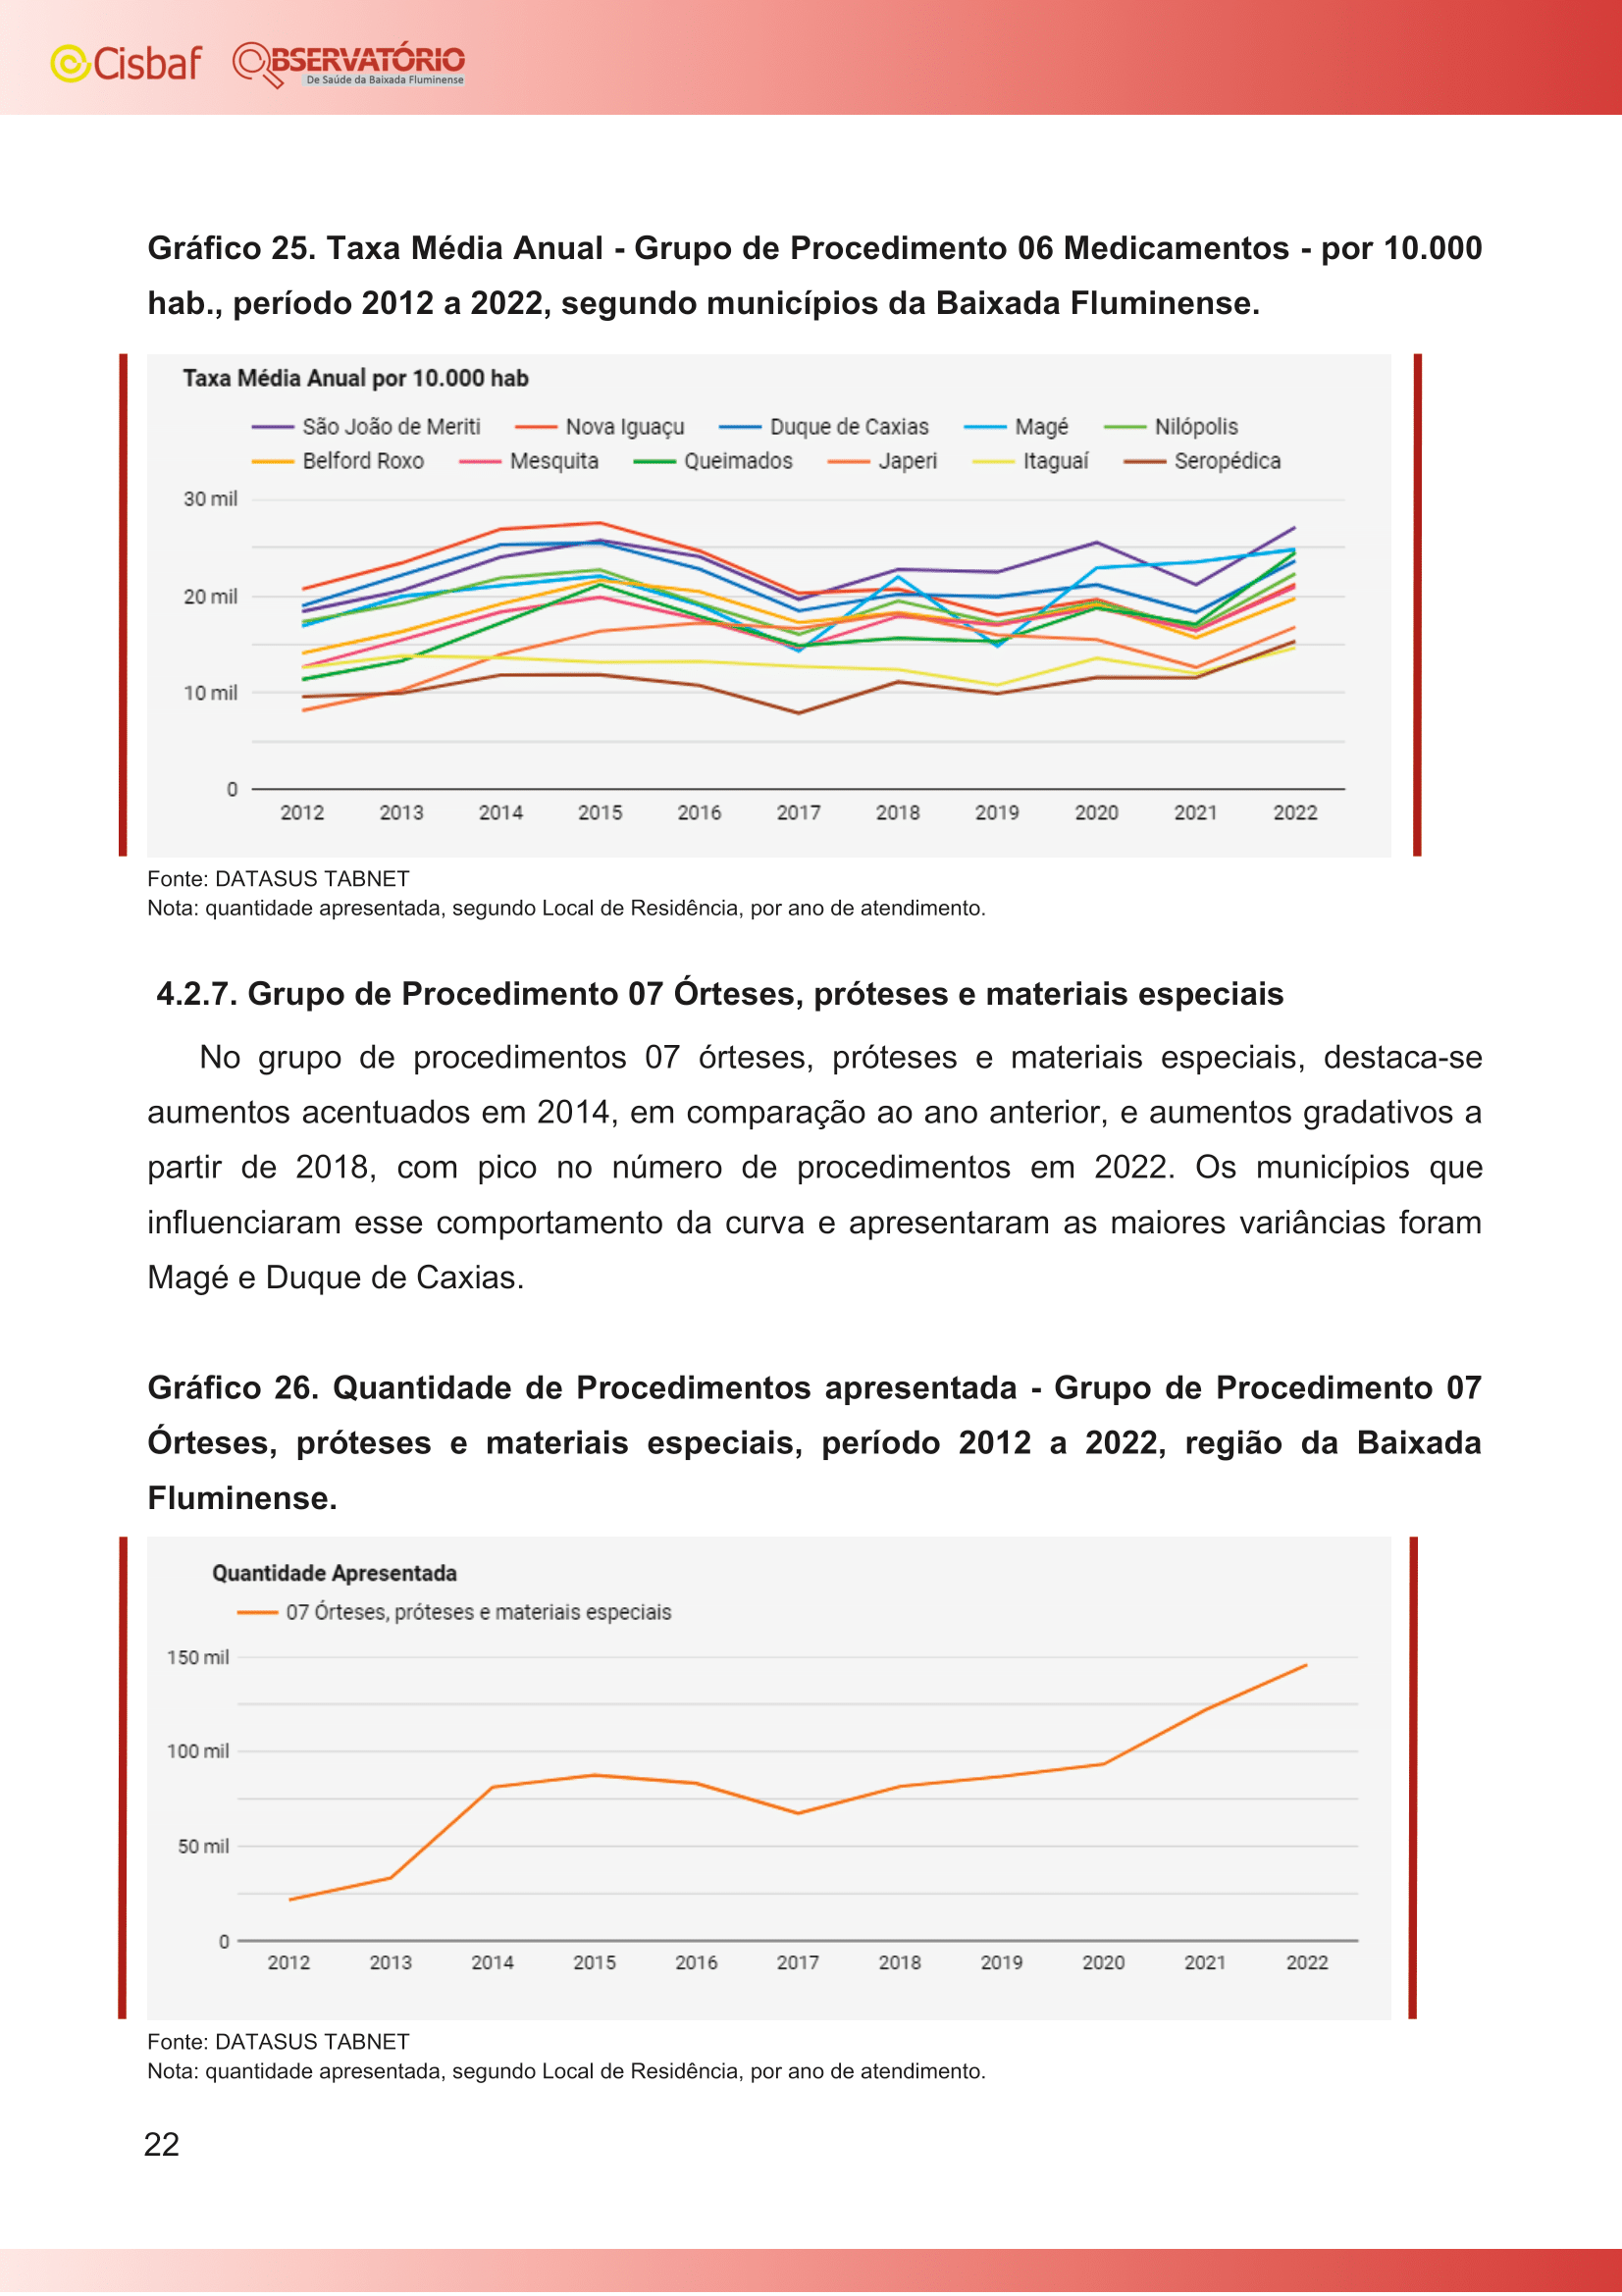 Cisbaf
OBSERVATÓRIO
De Saúde da Baixada Fluminense
Gráfico 25. Taxa Média Anual - Grupo de Procedimento 06 Medicamentos - por 10.000
hab., período 2012 a 2022, segundo municípios da Baixada Fluminense.
Taxa Média Anual por 10.000 hab
São João de Meriti Nova Iguaçu Duque de Caxias Magé Nilópolis
Belford Roxo Mesquita Queimados Japeri Itaguaí Seropédica
30 mil
20 mil
10 mil
0
2012 2013 2014 2015 2016 2017 2018 2019 2020 2021 2022
Fonte: DATASUS TABNET
Nota: quantidade apresentada, segundo Local de Residência, por ano de atendimento.
4.2.7. Grupo de Procedimento 07 Órteses, próteses e materiais especiais
No grupo de procedimentos 07 órteses, próteses e materiais especiais, destaca-se
aumentos acentuados em 2014, em comparação ao ano anterior, e aumentos gradativos a
partir de 2018, com pico no número de procedimentos em 2022. Os municípios que
influenciaram esse comportamento da curva e apresentaram as maiores variâncias foram
Magé e Duque de Caxias.
Gráfico 26. Quantidade de Procedimentos apresentada - Grupo de Procedimento 07
Órteses, próteses e materiais especiais, período 2012 a 2022, região da Baixada
Fluminense.
Quantidade Apresentada
07 Órteses, próteses e materiais especiais
150 mil
100 mil
50 mil
0
2012 2013 2014 2015 2016 2017 2018 2019 2020 2021 2022
Fonte: DATASUS TABNET
Nota: quantidade apresentada, segundo Local de Residência, por ano de atendimento.
22